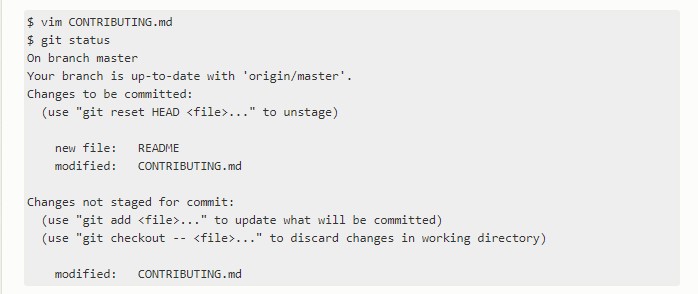 $ vim CONTRIBUTING.md
$ git status
On branch master
Your branch is up-to-date with 'origin/master'.
Changes to be committed:
  (use "git reset HEAD <file>..." to unstage)

    new file:   README
    modified:   CONTRIBUTING.md

Changes not staged for commit:
  (use "git add <file>..." to update what will be committed)
  (use "git checkout -- <file>..." to discard changes in working directory)

    modified:   CONTRIBUTING.md